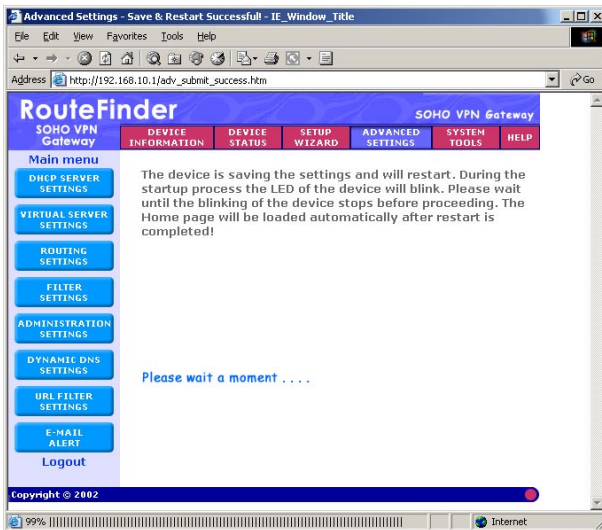 Advanced Settings - Save & Restart Successful! - IE_Window_Title
File Edit View Favorites Tools Help
Address http://192.168.10.1/adv_submit_success.htm Go
RouteFinder
SOHO VPN Gateway
SOHO VPN
Gateway
DEVICE
INFORMATION
DEVICE
STATUS
SETUP
WIZARD
ADVANCED
SETTINGS
SYSTEM
TOOLS
HELP
Main menu
DHCP SERVER
SETTINGS
VIRTUAL SERVER
SETTINGS
ROUTING
SETTINGS
FILTER
SETTINGS
ADMINISTRATION
SETTINGS
DYNAMIC DNS
SETTINGS
URL FILTER
SETTINGS
E-MAIL
ALERT
Logout
The device is saving the settings and will restart. During the
startup process the LED of the device will blink. Please wait
until the blinking of the device stops before proceeding. The
Home page will be loaded automatically after restart is
completed!
Please wait a moment . . . .
Copyright © 2002
99% Internet